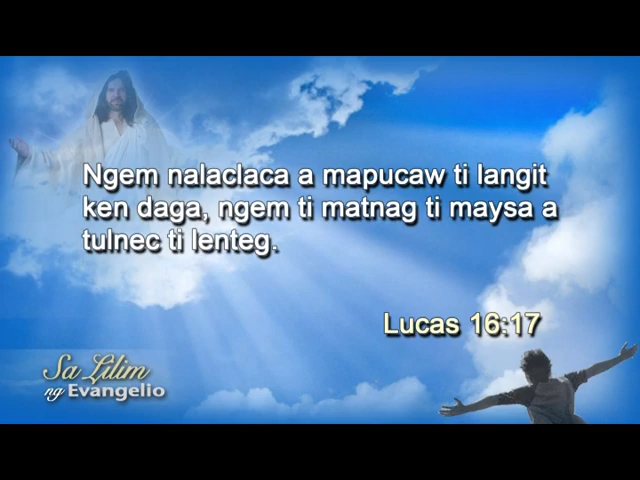 Ngem nalaclaca a mapucaw ti langit
ken daga, ngem ti matnag ti maysa a
tulnec ti lenteg.
Lucas 16:17
Sa Lilim
ng Evangelio